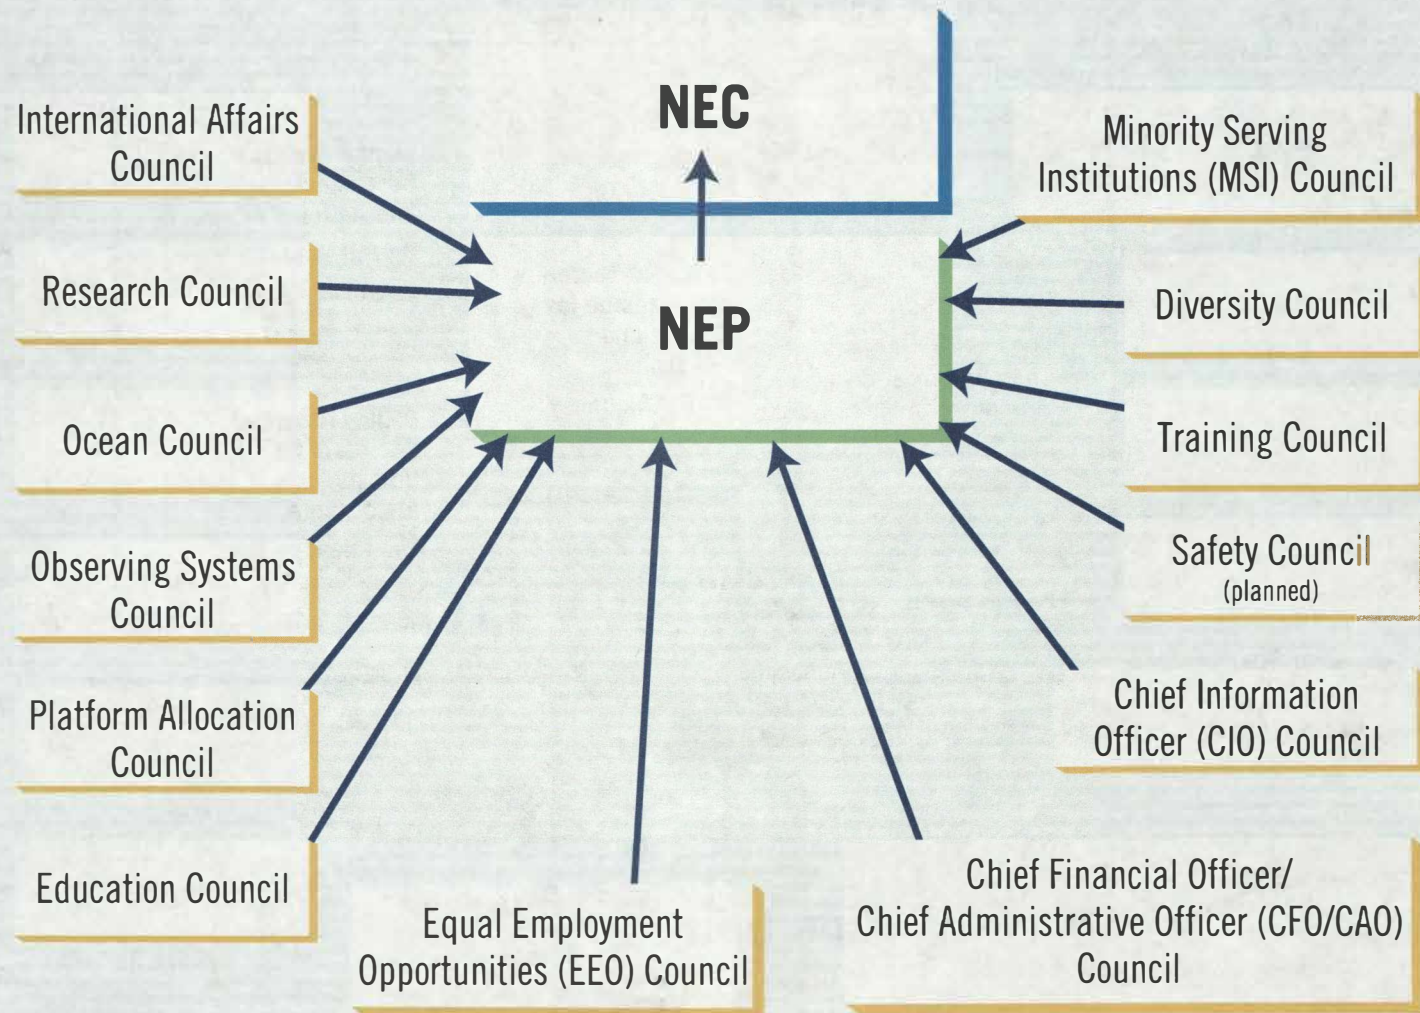 NEC
NEP
International Affairs
Council
Research Council
Ocean Council
Observing Systems
Council
Platform Allocation
Council
Education Council
Equal Employment
Opportunities (EEO) Council
Chief Financial Officer/
Chief Administrative Officer (CFO/CAO)
Council
Chief Information
Officer (CIO) Council
Safety Council
(planned)
Training Council
Diversity Council
Minority Serving
Institutions (MSI) Council